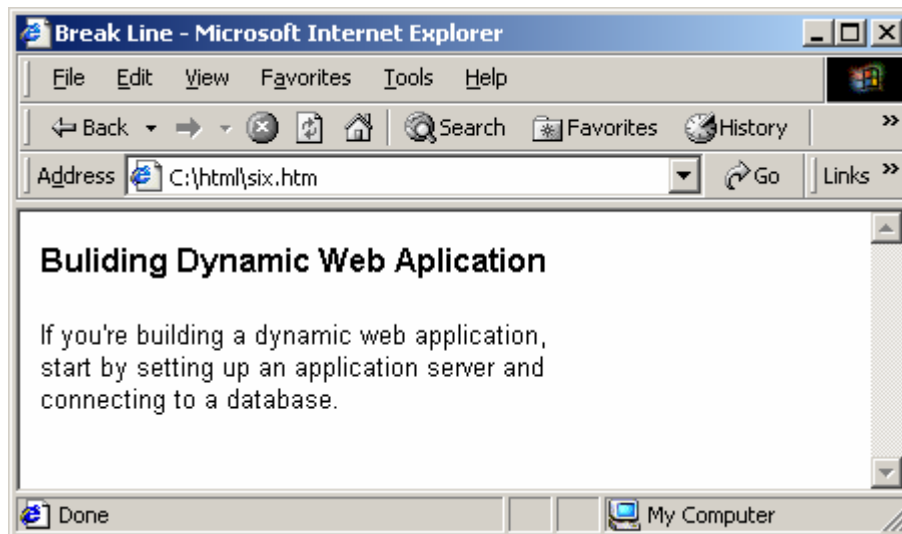 Break Line - Microsoft Internet Explorer
File Edit View Favorites Tools Help
Back Search Favorites History »
Address C:\html\six.htm Go Links »
Buliding Dynamic Web Aplication
If you're building a dynamic web application,
start by setting up an application server and
connecting to a database.
Done My Computer